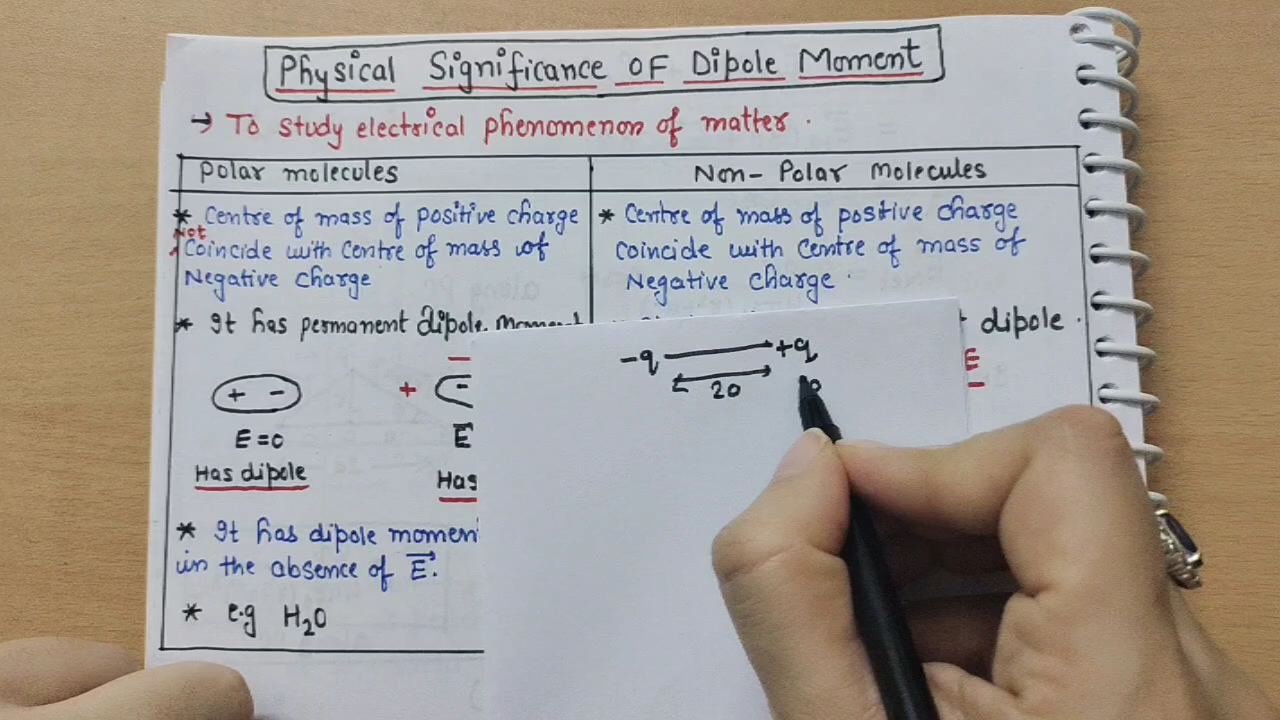 Physical Significance OF Dipole Moment
→ To study electrical phenomenon of matter.
Polar molecules
Non-Polar Molecules
* Centre of mass of positive charge
Not
Coincide with Centre of mass of
Negative charge
* Centre of mass of postive charge
coincide with centre of mass of
Negative charge.
* It has permanent dipole Moment
dipole.
-q → +q
20
+ -
+ -
-
E
E=0
E
Has dipole
Has
* It has dipole momen
in the absence of E⃗.
* e.g H₂O